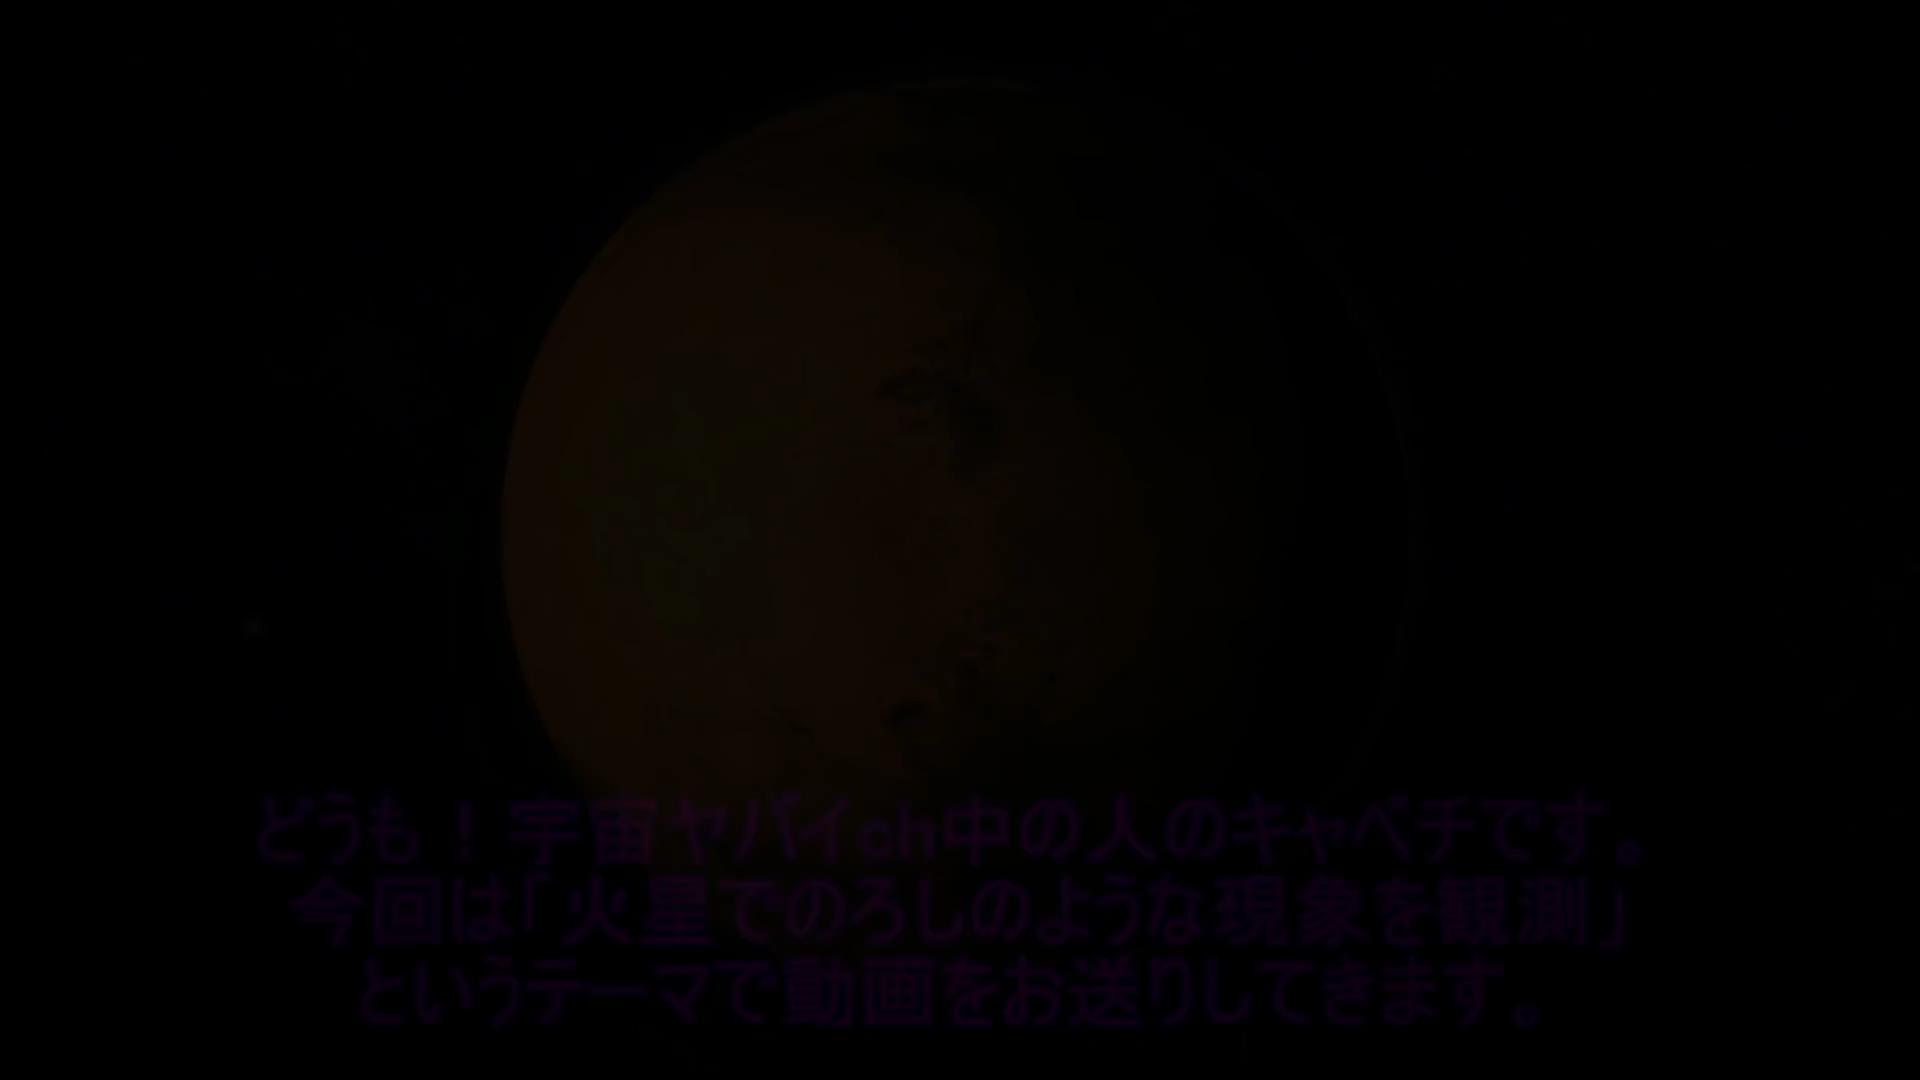 どうも！宇宙ヤバイch中の人のキャベチです。
今回は「火星でのろしのような現象を観測」
というテーマで動画をお送りしてきます。